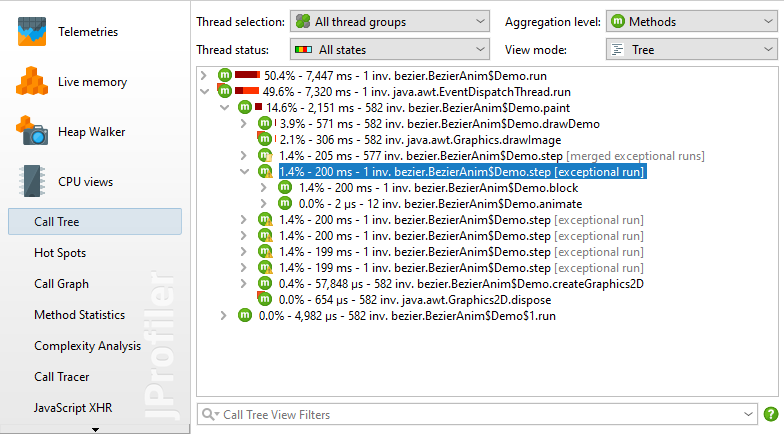 Telemetries
Live memory
Heap Walker
CPU views
Call Tree
Hot Spots
Call Graph
Method Statistics
Complexity Analysis
Call Tracer
JavaScript XHR
JProfiler
Thread selection: All thread groups Aggregation level: Methods
Thread status: All states View mode: Tree
50.4% - 7,447 ms - 1 inv. bezier.BezierAnim$Demo.run
49.6% - 7,320 ms - 1 inv. java.awt.EventDispatchThread.run
14.6% - 2,151 ms - 582 inv. bezier.BezierAnim$Demo.paint
3.9% - 571 ms - 582 inv. bezier.BezierAnim$Demo.drawDemo
2.1% - 306 ms - 582 inv. java.awt.Graphics.drawImage
1.4% - 205 ms - 577 inv. bezier.BezierAnim$Demo.step [merged exceptional runs]
1.4% - 200 ms - 1 inv. bezier.BezierAnim$Demo.step [exceptional run]
1.4% - 200 ms - 1 inv. bezier.BezierAnim$Demo.block
0.0% - 2 µs - 12 inv. bezier.BezierAnim$Demo.animate
1.4% - 200 ms - 1 inv. bezier.BezierAnim$Demo.step [exceptional run]
1.4% - 200 ms - 1 inv. bezier.BezierAnim$Demo.step [exceptional run]
1.4% - 199 ms - 1 inv. bezier.BezierAnim$Demo.step [exceptional run]
1.4% - 199 ms - 1 inv. bezier.BezierAnim$Demo.step [exceptional run]
0.4% - 57,848 µs - 582 inv. bezier.BezierAnim$Demo.createGraphics2D
0.0% - 654 µs - 582 inv. java.awt.Graphics2D.dispose
0.0% - 4,982 µs - 582 inv. bezier.BezierAnim$Demo$1.run
Call Tree View Filters